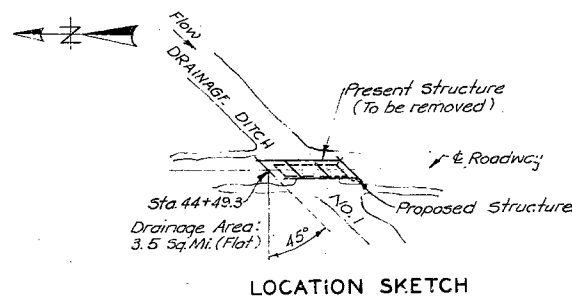 N
Flow
DRAINAGE DITCH
Present Structure
(To be removed)
℄ Roadway
Sta. 44+49.3
NO. 1
Proposed Structure
Drainage Area:
3.5 Sq. Mi. (Flat)
45°
LOCATION SKETCH